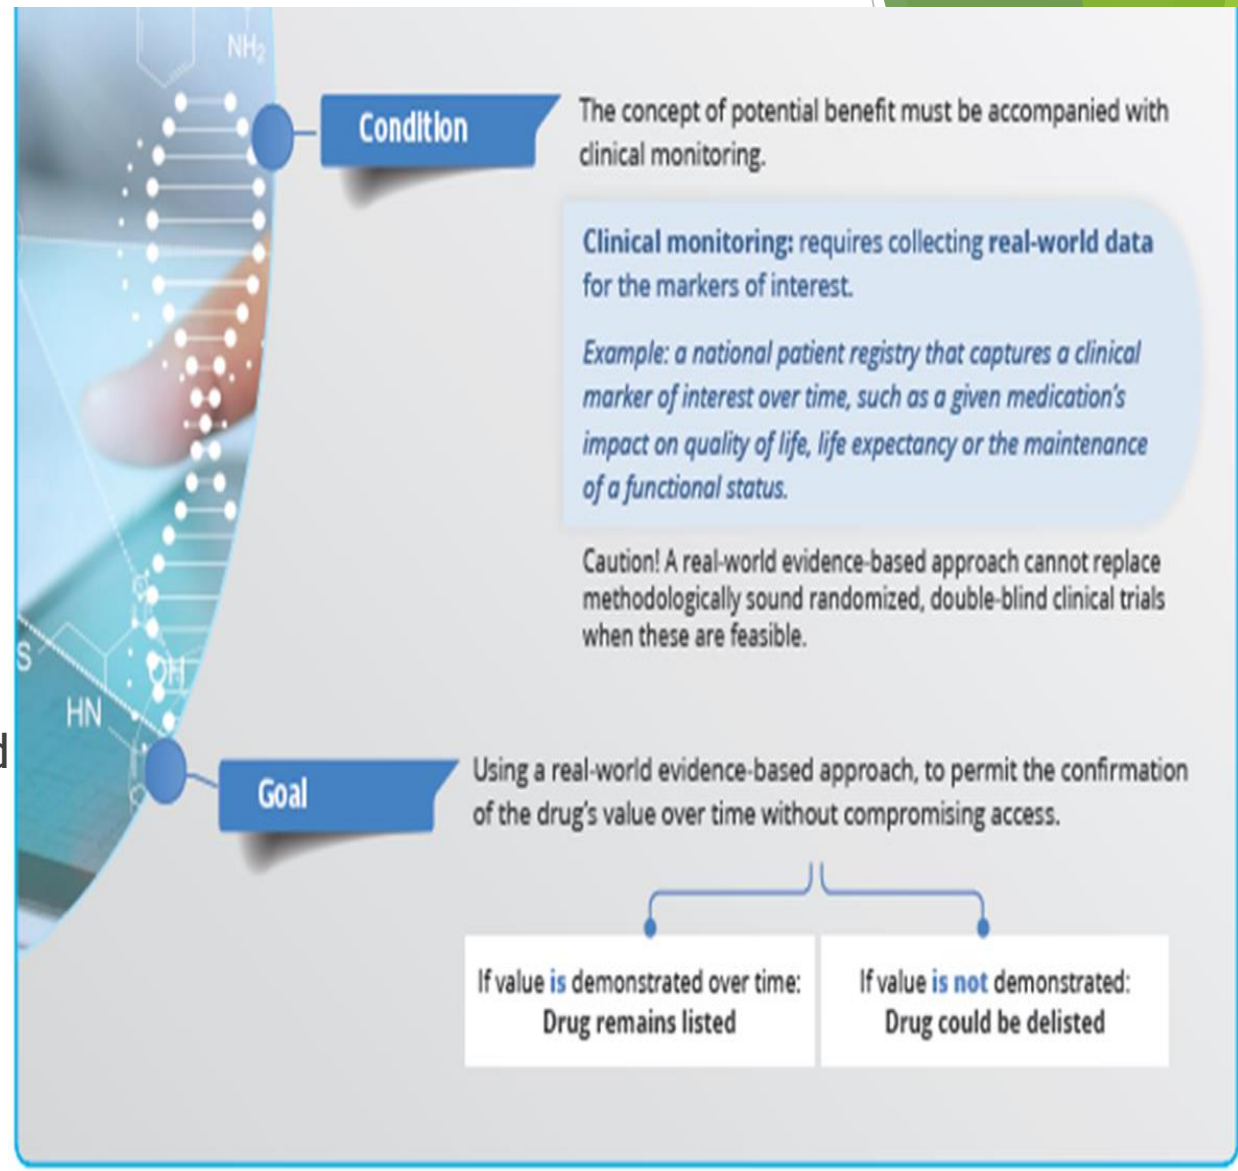 NH₂
Condition
The concept of potential benefit must be accompanied with
clinical monitoring.
Clinical monitoring: requires collecting real-world data
for the markers of interest.
Example: a national patient registry that captures a clinical
marker of interest over time, such as a given medication's
impact on quality of life, life expectancy or the maintenance
of a functional status.
Caution! A real-world evidence-based approach cannot replace
methodologically sound randomized, double-blind clinical trials
when these are feasible.
S
OH
HN
d
Goal
Using a real-world evidence-based approach, to permit the confirmation
of the drug's value over time without compromising access.
If value is demonstrated over time:
Drug remains listed
If value is not demonstrated:
Drug could be delisted